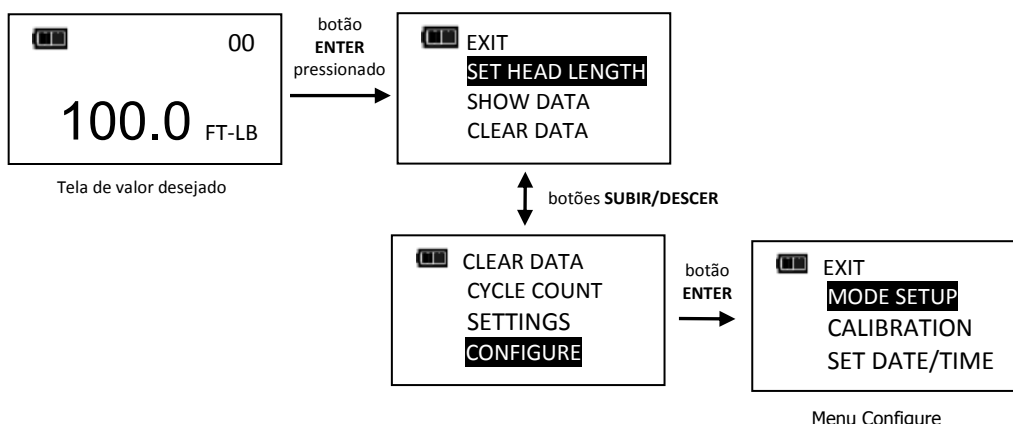 00
100.0 FT-LB
Tela de valor desejado
botão
ENTER
pressionado
EXIT
SET HEAD LENGTH
SHOW DATA
CLEAR DATA
botões SUBIR/DESCER
CLEAR DATA
CYCLE COUNT
SETTINGS
CONFIGURE
botão
ENTER
EXIT
MODE SETUP
CALIBRATION
SET DATE/TIME
Menu Configure